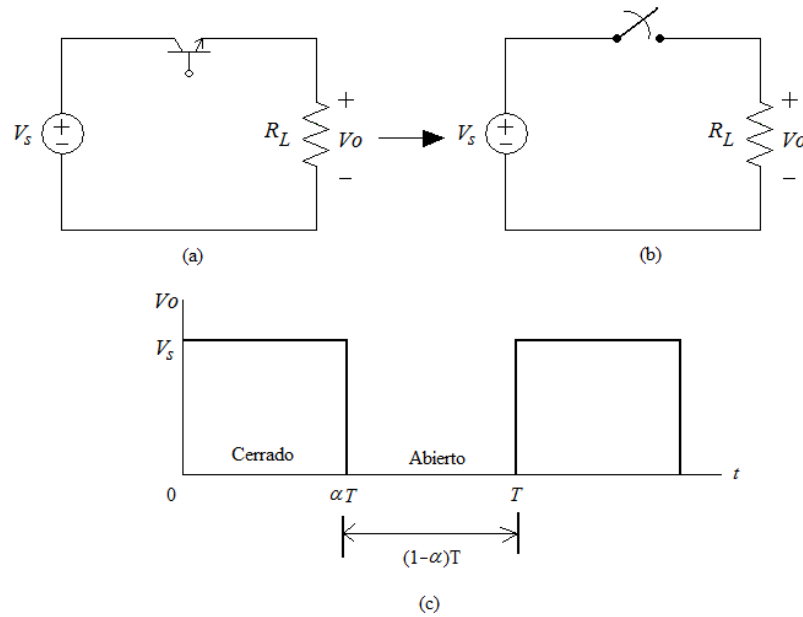 V_s
+
−
R_L
+
Vo
−
(a)
V_s
+
−
R_L
+
Vo
−
(b)
Vo
V_s
Cerrado
Abierto
0
αT
T
t
(1-α)T
(c)